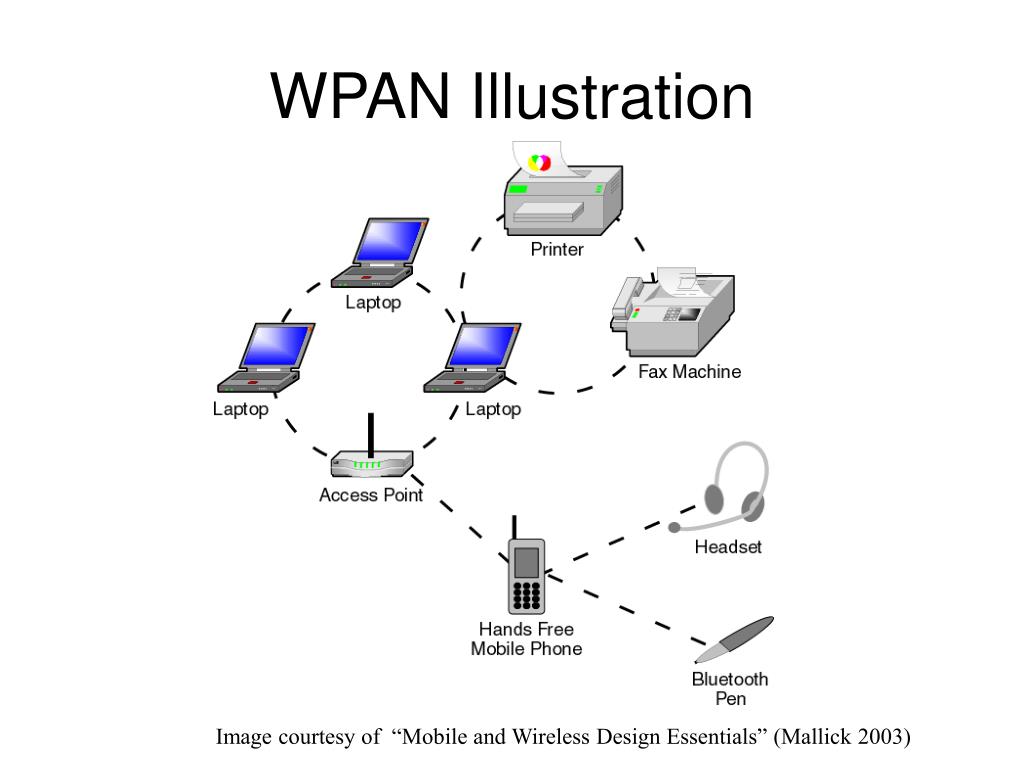 WPAN Illustration
Printer
Laptop
Fax Machine
Laptop
Laptop
Access Point
Headset
Hands Free
Mobile Phone
Bluetooth
Pen
Image courtesy of “Mobile and Wireless Design Essentials” (Mallick 2003)